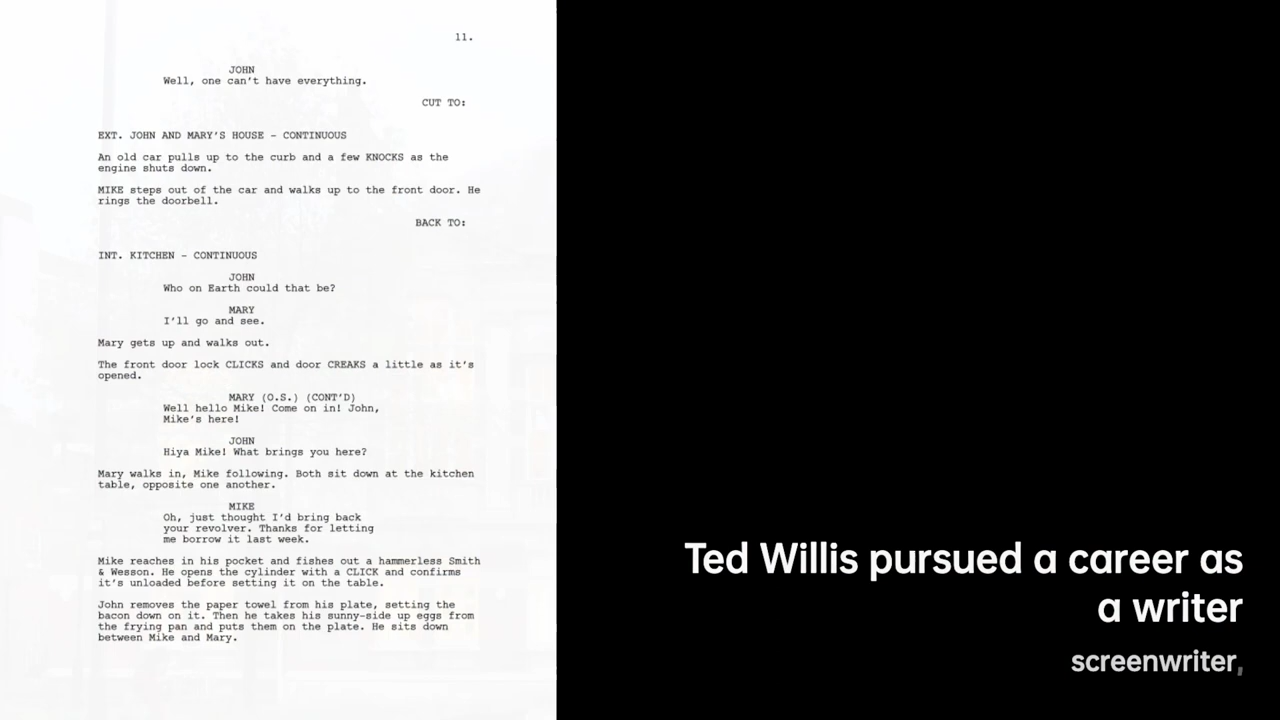 11.
JOHN
Well, one can't have everything.
CUT TO:
EXT. JOHN AND MARY'S HOUSE - CONTINUOUS
An old car pulls up to the curb and a few KNOCKS as the
engine shuts down.
MIKE steps out of the car and walks up to the front door. He
rings the doorbell.
BACK TO:
INT. KITCHEN - CONTINUOUS
JOHN
Who on Earth could that be?
MARY
I'll go and see.
Mary gets up and walks out.
The front door lock CLICKS and door CREAKS a little as it's
opened.
MARY (O.S.) (CONT'D)
Well hello Mike! Come on in! John,
Mike's here!
JOHN
Hiya Mike! What brings you here?
Mary walks in, Mike following. Both sit down at the kitchen
table, opposite one another.
MIKE
Oh, just thought I'd bring back
your revolver. Thanks for letting
me borrow it last week.
Mike reaches in his pocket and fishes out a hammerless Smith
& Wesson. He opens the cylinder with a CLICK and confirms
it's unloaded before setting it on the table.
John removes the paper towel from his plate, setting the
bacon down on it. Then he takes his sunny-side up eggs from
the frying pan and puts them on the plate. He sits down
between Mike and Mary.
Ted Willis pursued a career as
a writer
screenwriter,